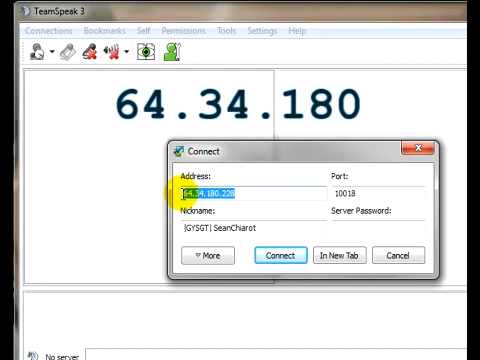 TeamSpeak 3
Connections Bookmarks Self Permissions Tools Settings Help
64.34.180
Connect
Address: Port:
64.34.180.228 10018
Nickname: Server Password:
|GYSGT| SeanChiarot
More Connect In New Tab Cancel
No server